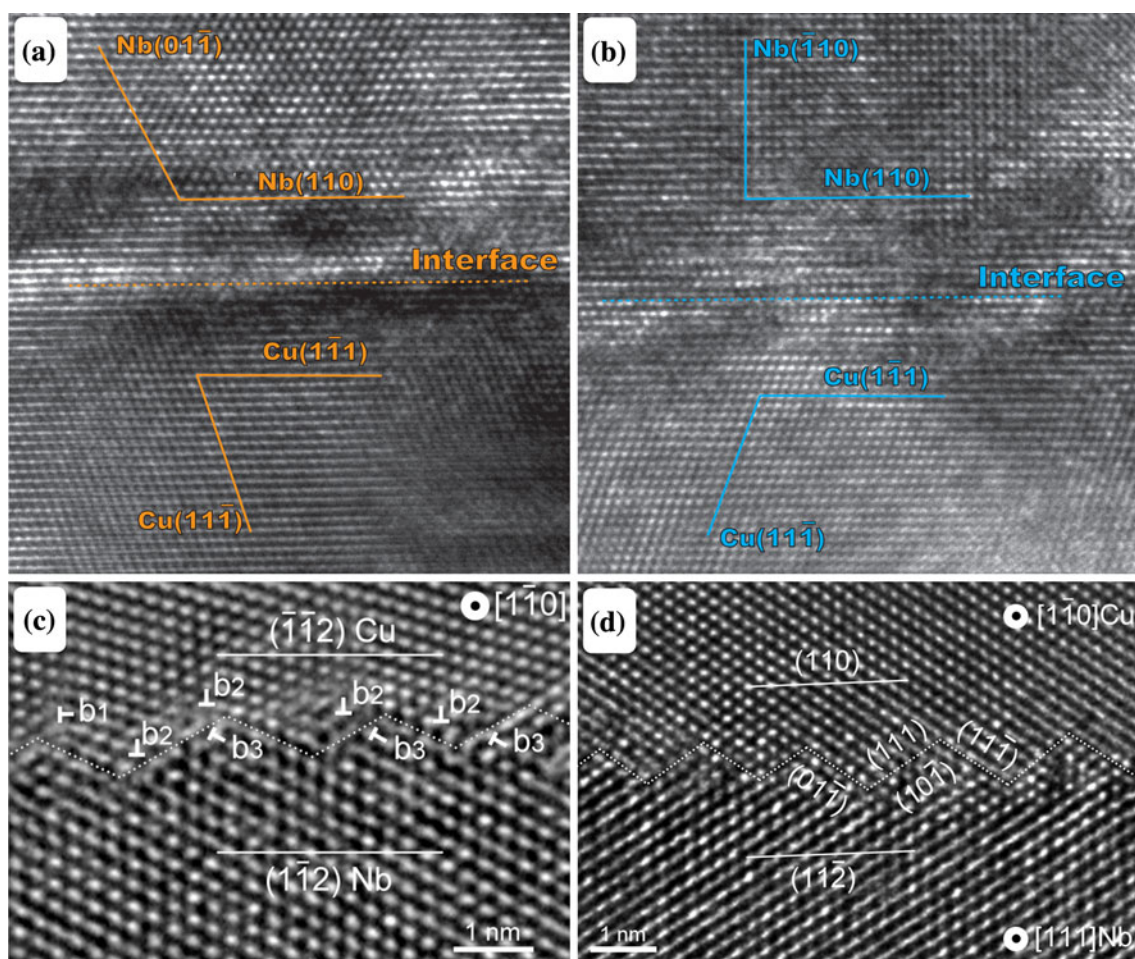 (a)
Nb(011̄)
Nb(110)
Interface
Cu(11̄1)
Cu(111̄)
(b)
Nb(1̄10)
Nb(110)
Interface
Cu(11̄1)
Cu(111̄)
(c)
[11̄0]
(1̄1̄2) Cu
b1
b2
b2
b3
b2
b3
b2
b3
(11̄2) Nb
1 nm
(d)
[11̄0]Cu
(110)
(111)
(111̄)
(011̄)
(101̄)
(112̄)
1 nm
[111]Nb